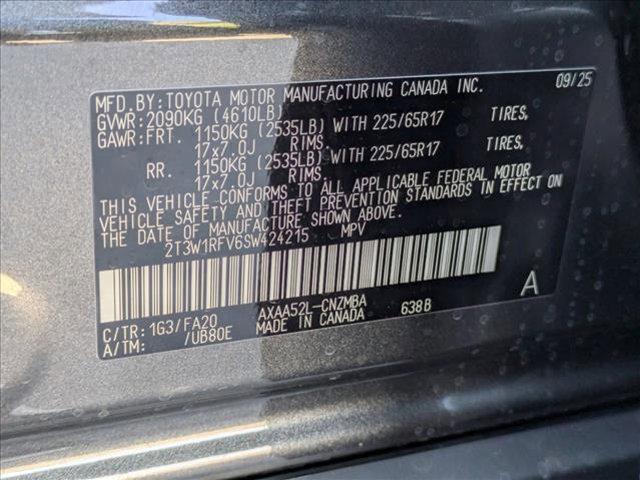 MFD.BY:TOYOTA MOTOR MANUFACTURING CANADA INC. 09/25
GVWR:2090KG (4610LB)
GAWR:FRT. 1150KG (2535LB) WITH 225/65R17 TIRES,
17x7.0J RIMS.
RR. 1150KG (2535LB) WITH 225/65R17 TIRES,
17x7.0J RIMS.
THIS VEHICLE CONFORMS TO ALL APPLICABLE FEDERAL MOTOR
VEHICLE SAFETY AND THEFT PREVENTION STANDARDS IN EFFECT ON
THE DATE OF MANUFACTURE SHOWN ABOVE.
2T3W1RFV6SW424215 MPV
A
C/TR:1G3/FA20 AXAA52L-CNZMBA 638B
A/TM: /UB80E MADE IN CANADA